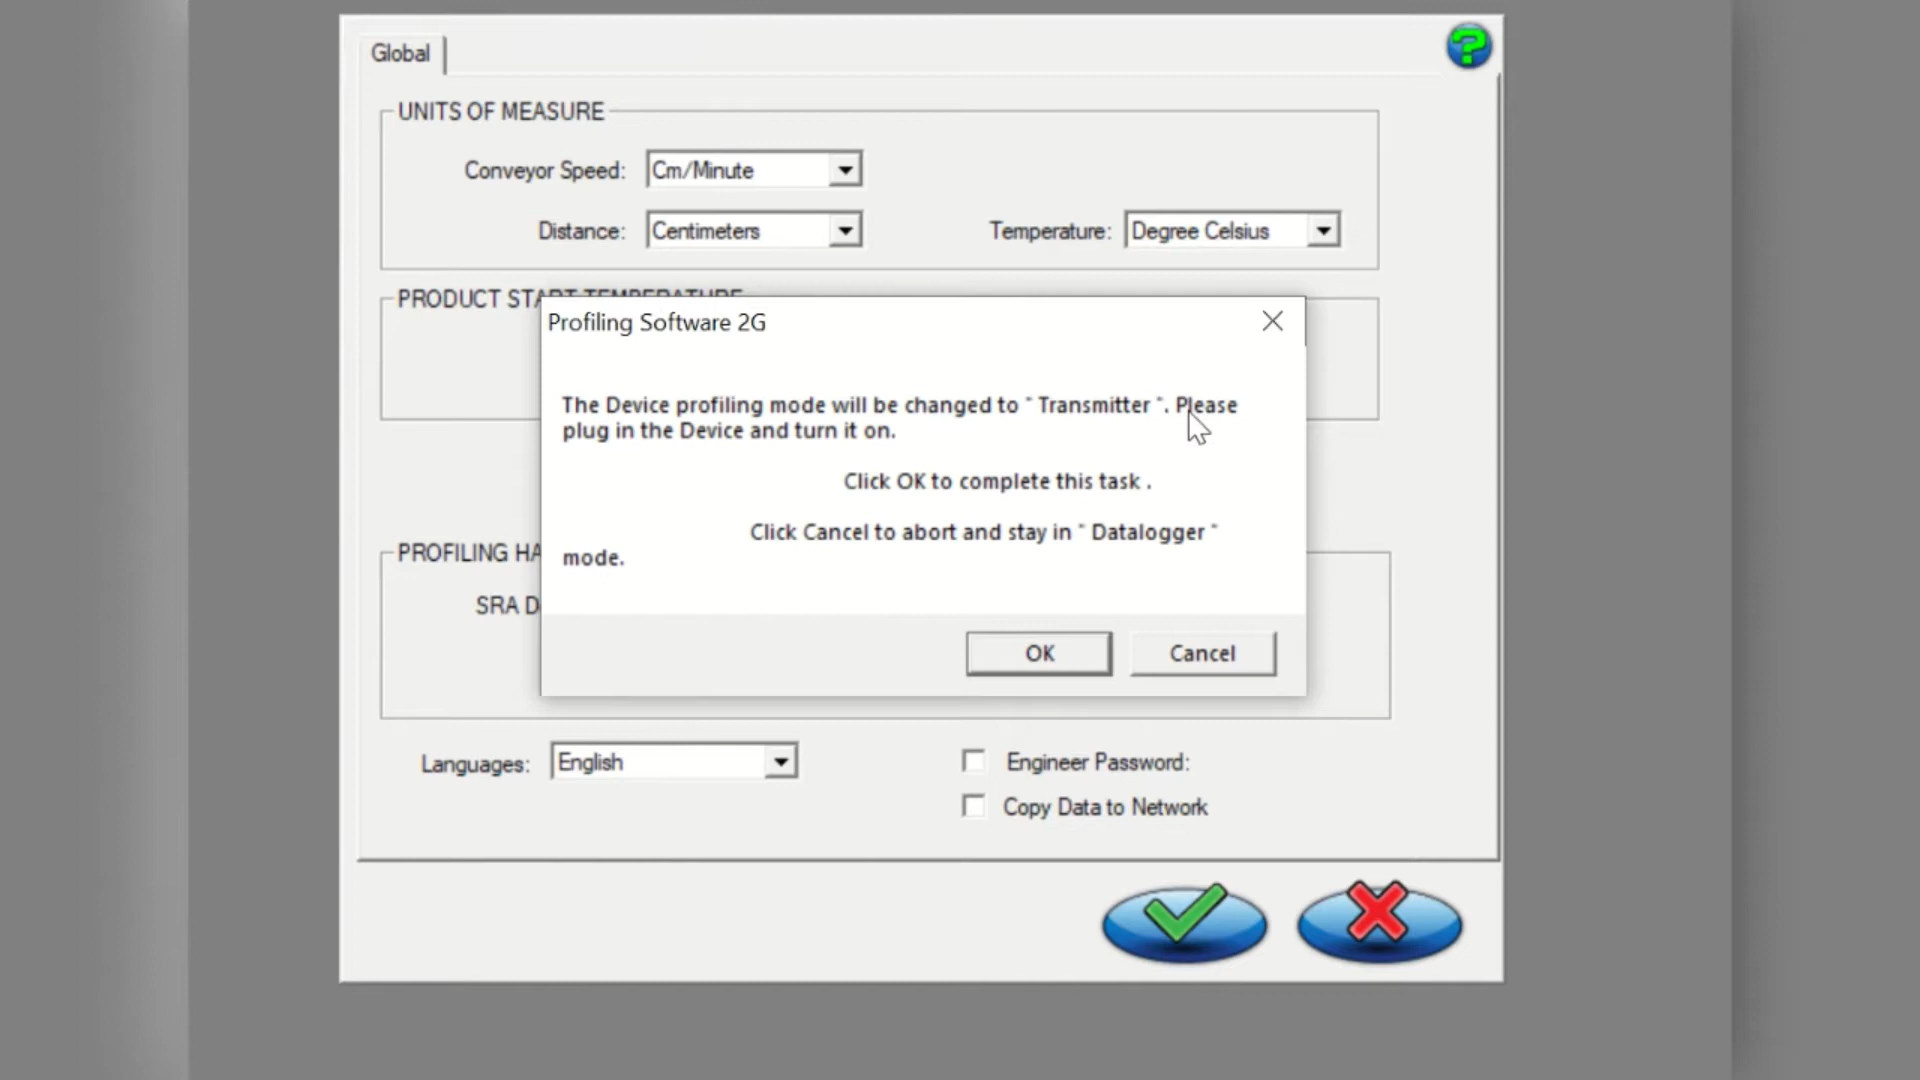 Global
UNITS OF MEASURE
Conveyor Speed: Cm/Minute
Distance: Centimeters Temperature: Degree Celsius
PRODUCT START TEMPERATURE
Profiling Software 2G
The Device profiling mode will be changed to " Transmitter ". Please
plug in the Device and turn it on.
Click OK to complete this task .
Click Cancel to abort and stay in " Datalogger "
mode.
PROFILING HA
SRA D
OK Cancel
Languages: English Engineer Password:
Copy Data to Network